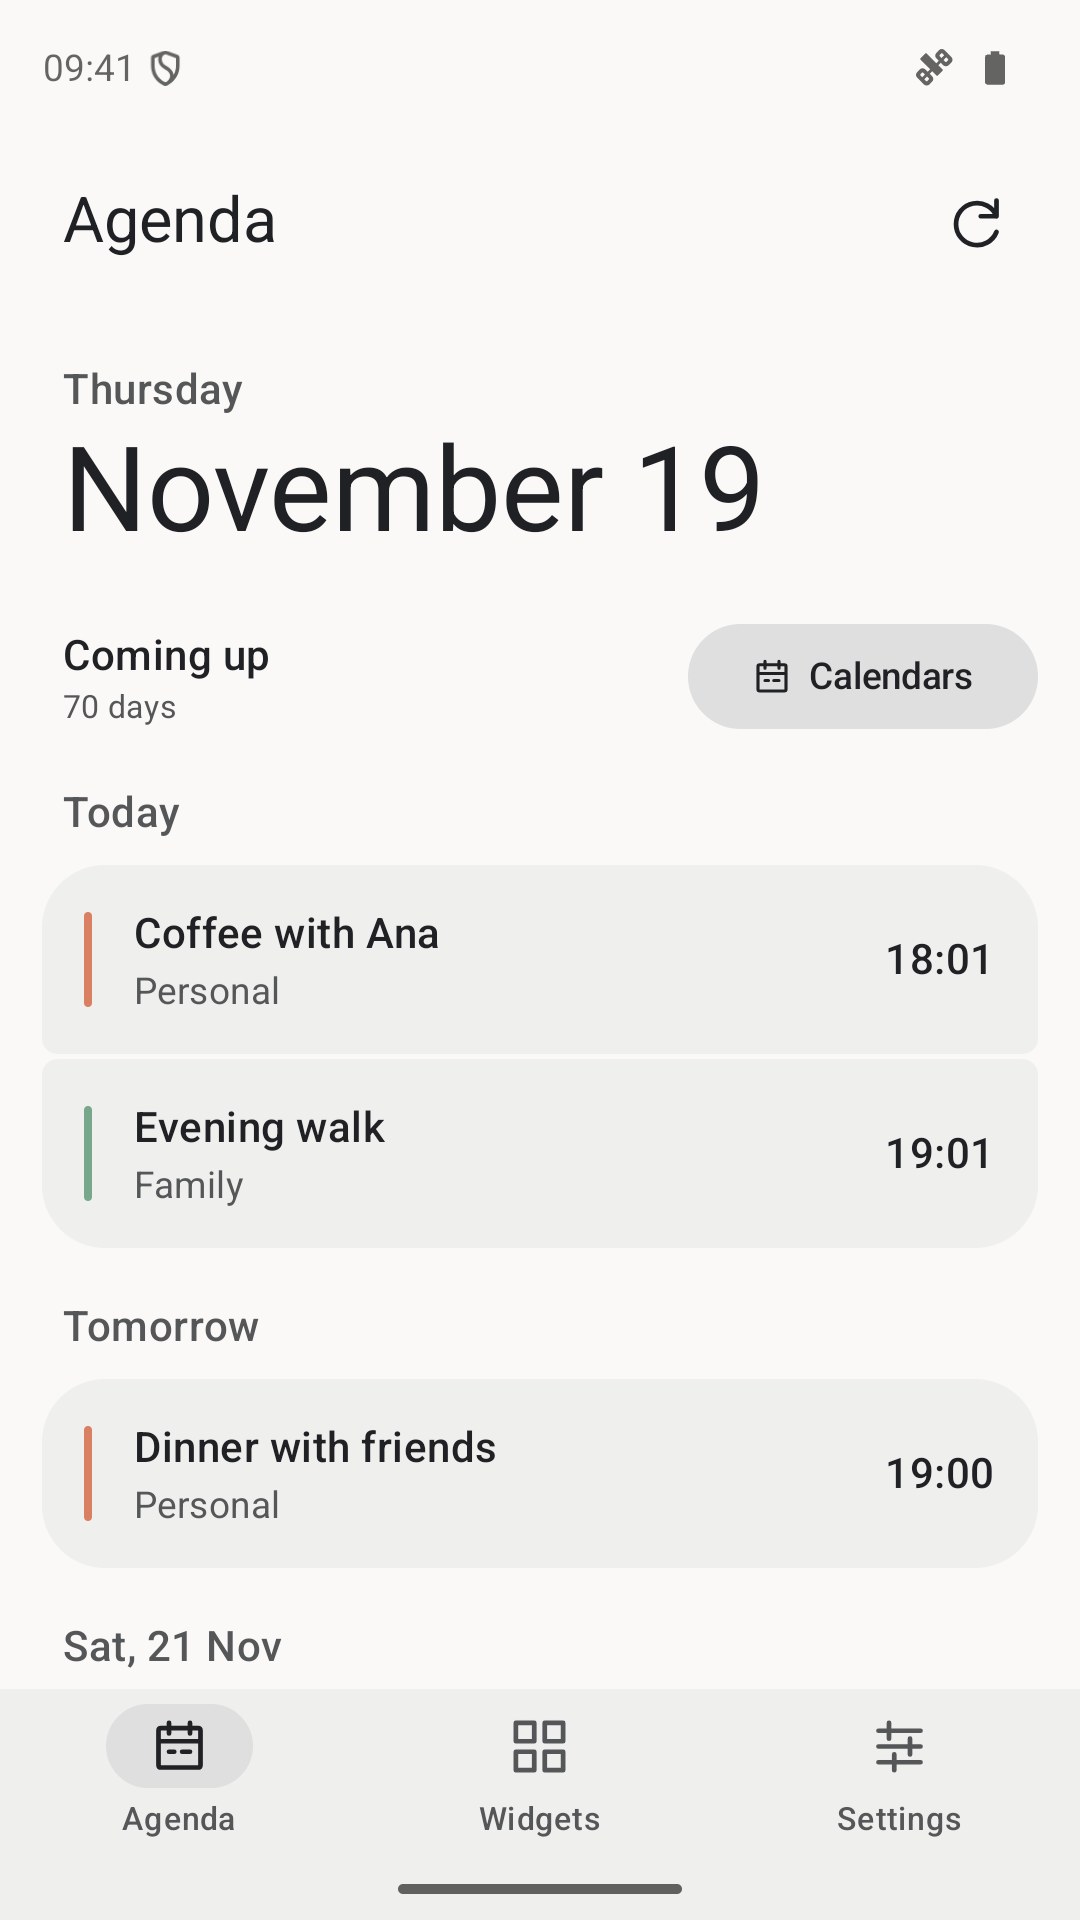 09:41
Agenda
Thursday
November 19
Coming up
70 days
Calendars
Today
Coffee with Ana
Personal
18:01
Evening walk
Family
19:01
Tomorrow
Dinner with friends
Personal
19:00
Sat, 21 Nov
Agenda
Widgets
Settings